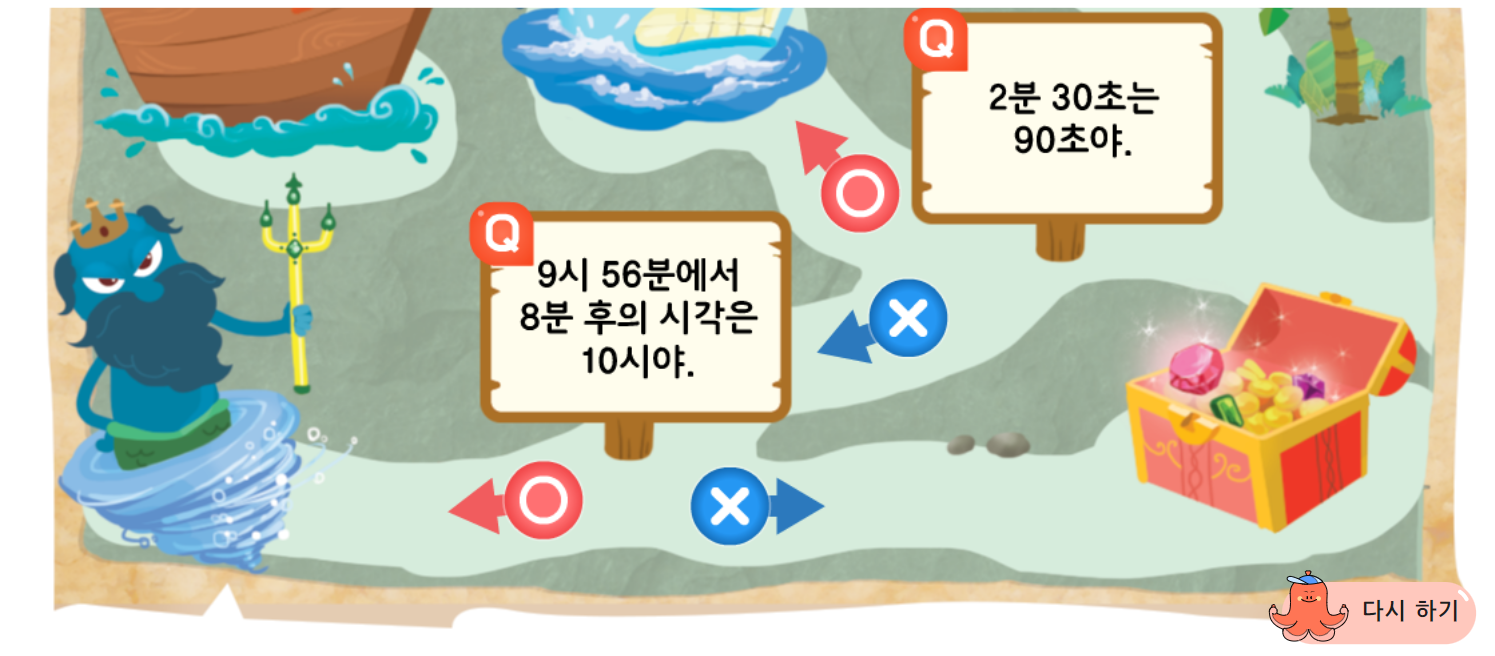 Q
2분 30초는
90초야.
Q
9시 56분에서
8분 후의 시각은
10시야.
다시 하기